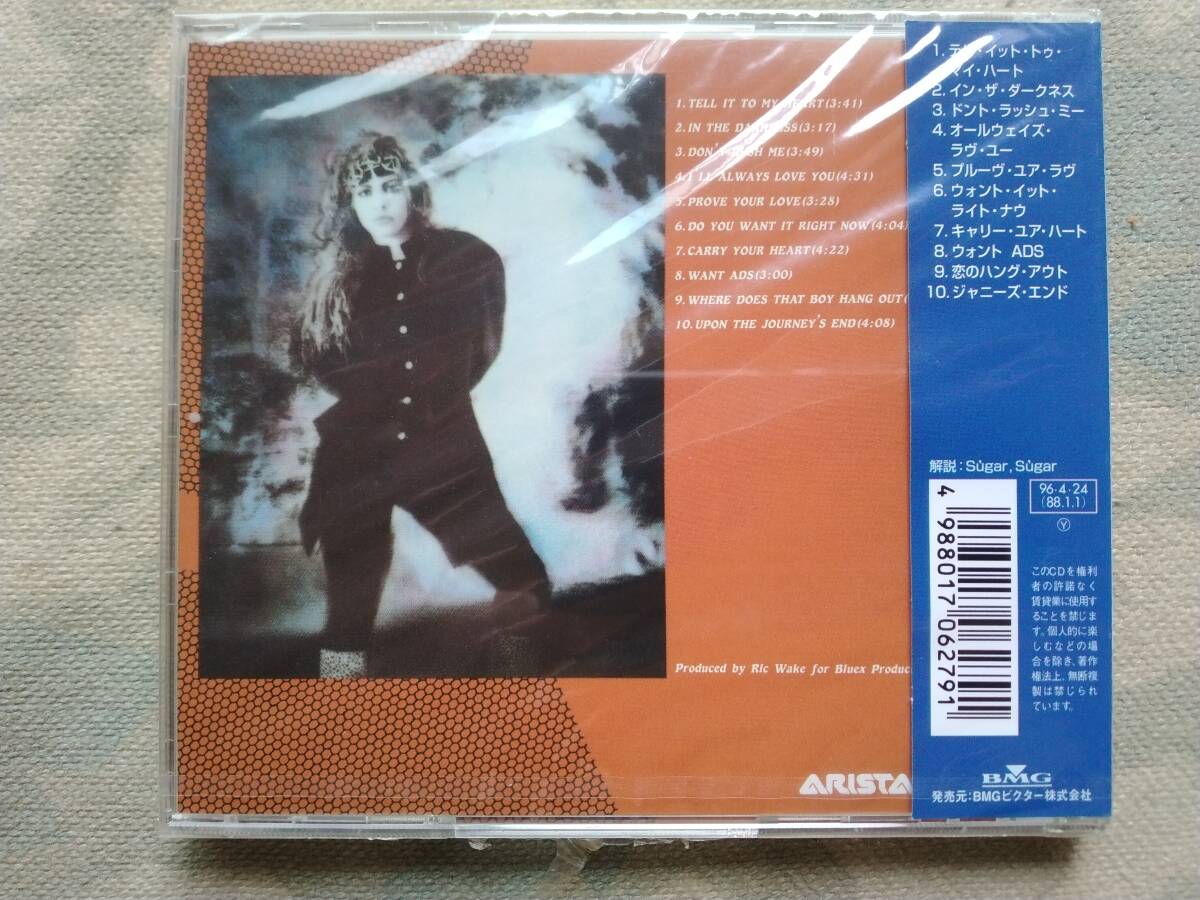 1. TELL IT TO MY HEART(3:41)
2. IN THE DARKNESS(3:17)
3. DON'T RUSH ME(3:49)
4. I'LL ALWAYS LOVE YOU(4:31)
5. PROVE YOUR LOVE(3:28)
6. DO YOU WANT IT RIGHT NOW(4:04)
7. CARRY YOUR HEART(4:22)
8. WANT ADS(3:00)
9. WHERE DOES THAT BOY HANG OUT(
10. UPON THE JOURNEY'S END(4:08)
Produced by Ric Wake for Bluex Produc
ARISTA
1. テル・イット・トゥ・
マイ・ハート
2. イン・ザ・ダークネス
3. ドント・ラッシュ・ミー
4. オールウェイズ・
ラヴ・ユー
5. プルーヴ・ユア・ラヴ
6. ウォント・イット・
ライト・ナウ
7. キャリー・ユア・ハート
8. ウォント ADS
9. 恋のハング・アウト
10. ジャニーズ・エンド
解説：Sùgar, Sùgar
96・4・24
(88.1.1)
Y
4 988017 062791
このCDを権利
者の許諾なく
賃貸業に使用す
ることを禁じま
す。個人的に楽
しむなどの場
合を除き、著作
権法上、無断複
製は禁じられ
ています。
BMG
発売元：BMGビクター株式会社